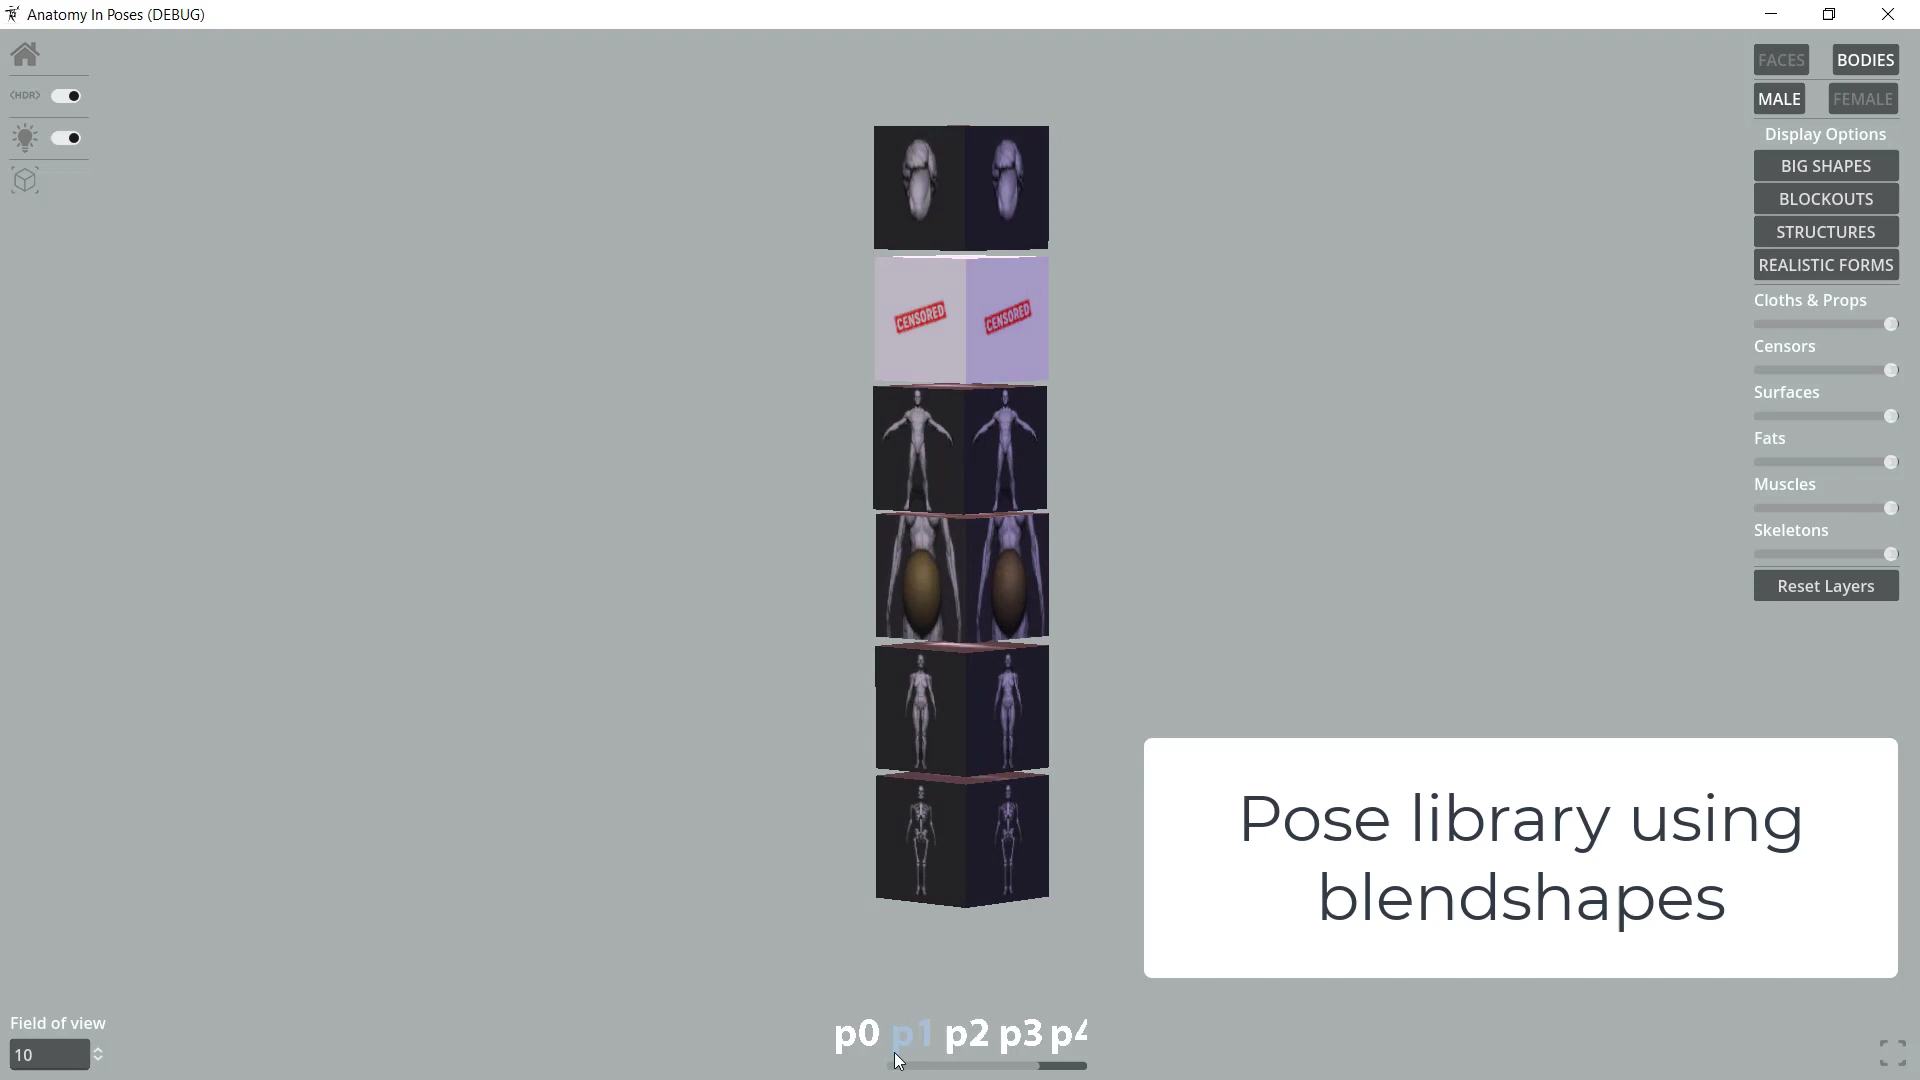 Anatomy In Poses (DEBUG)
<HDR>
FACES
BODIES
MALE
FEMALE
Display Options
BIG SHAPES
BLOCKOUTS
STRUCTURES
REALISTIC FORMS
Cloths & Props
Censors
Surfaces
Fats
Muscles
Skeletons
Reset Layers
CENSORED
CENSORED
Pose library using
blendshapes
Field of view
10
p0 p1 p2 p3 p4